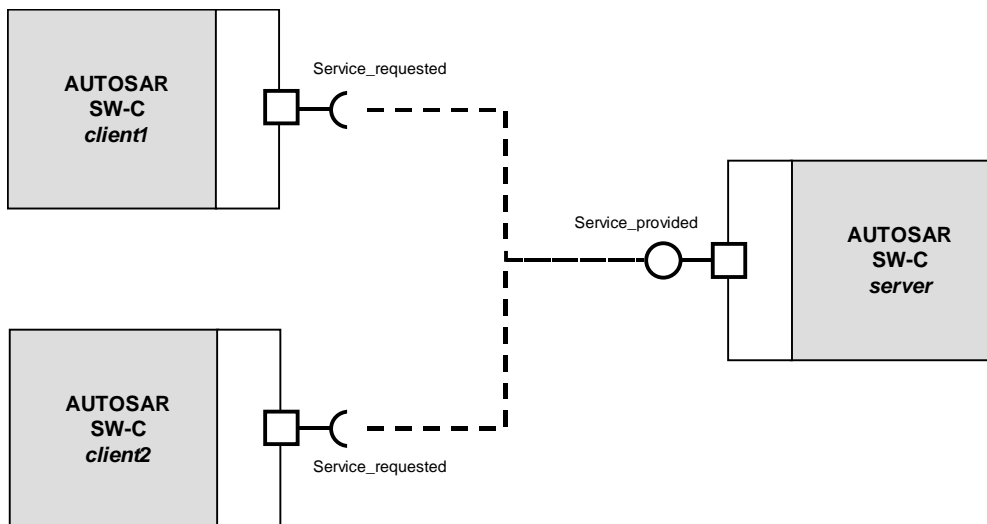 AUTOSAR
SW-C
client1
Service_requested
Service_provided
AUTOSAR
SW-C
server
AUTOSAR
SW-C
client2
Service_requested